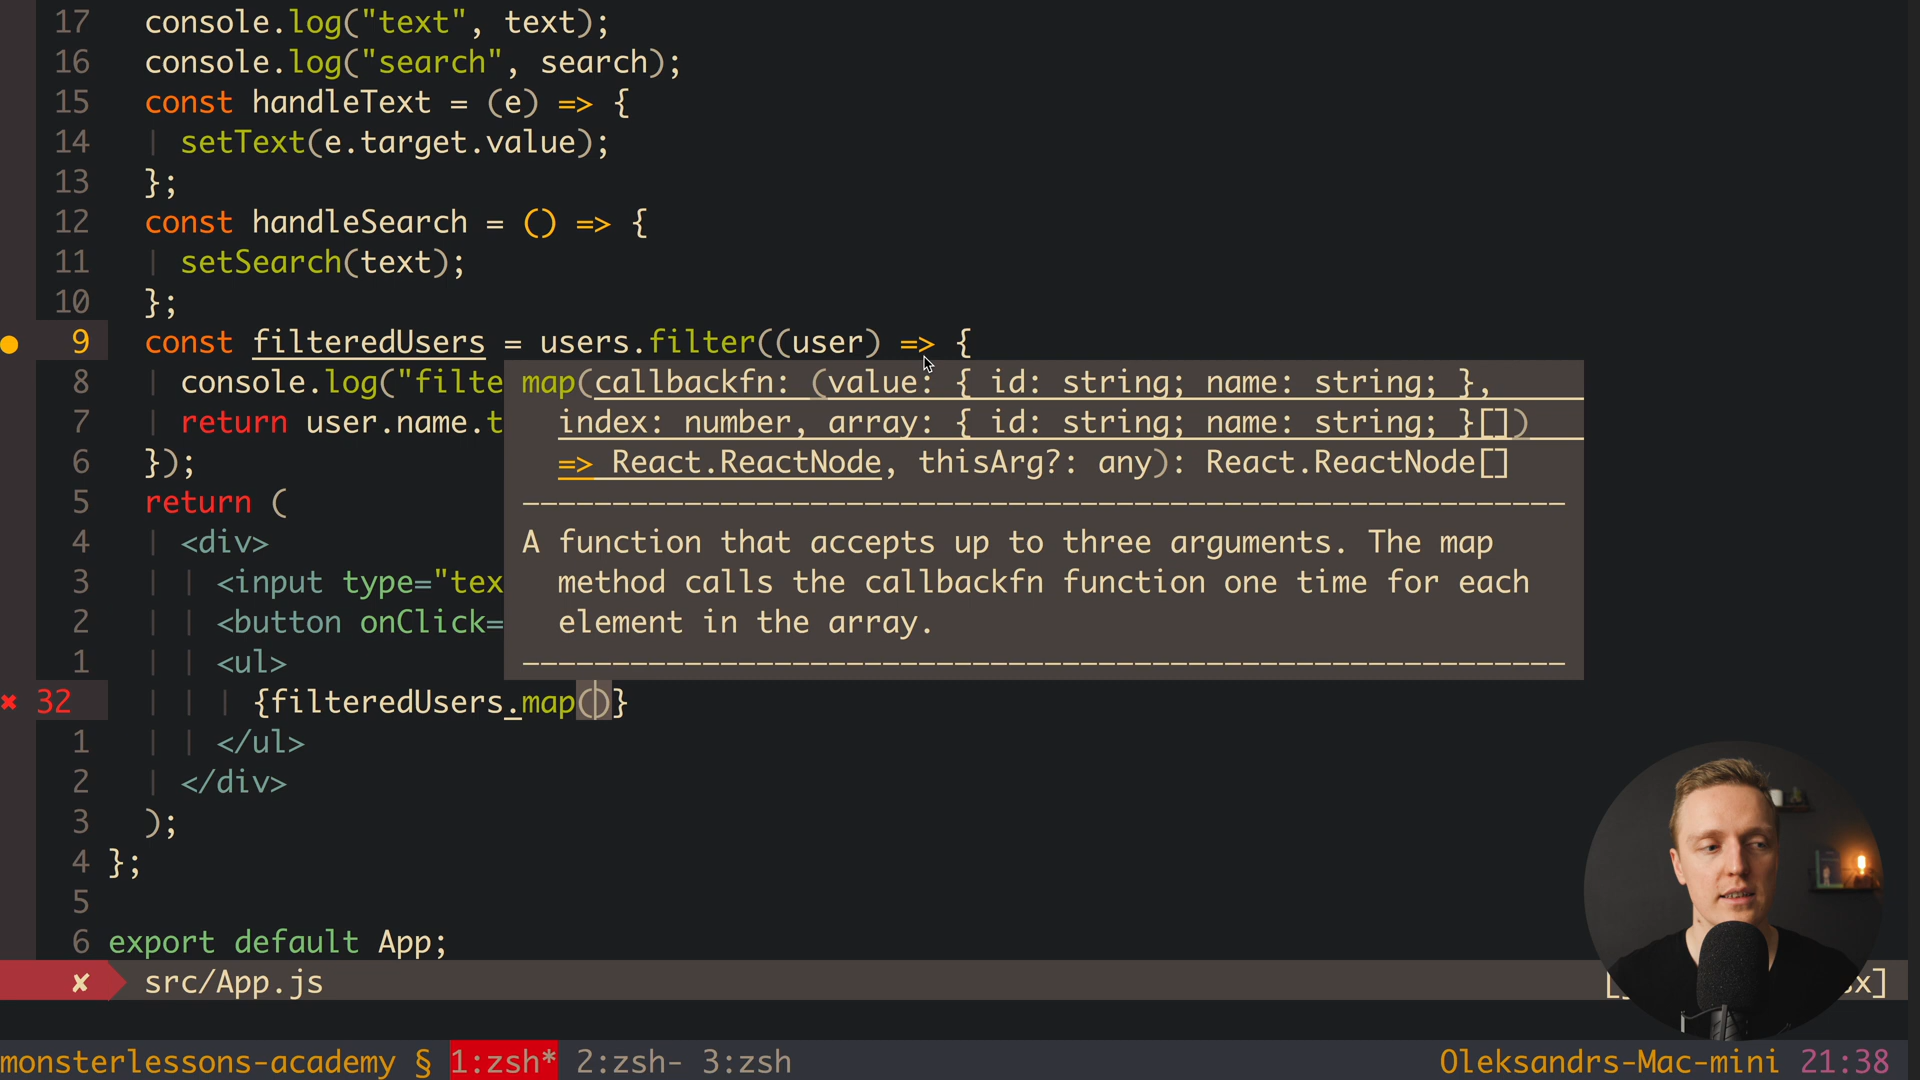 17 console.log("text", text);
16 console.log("search", search);
15 const handleText = (e) => {
14 setText(e.target.value);
13 };
12 const handleSearch = () => {
11 setSearch(text);
10 };
9 const filteredUsers = users.filter((user) => {
8 console.log("filte
7 return user.name.t
6 });
5 return (
4 <div>
3 <input type="tex
2 <button onClick=
1 <ul>
map(callbackfn: (value: { id: string; name: string; },
index: number, array: { id: string; name: string; }[])
=> React.ReactNode, thisArg?: any): React.ReactNode[]
A function that accepts up to three arguments. The map
method calls the callbackfn function one time for each
element in the array.
✖ 32 {filteredUsers.map()}
1 </ul>
2 </div>
3 );
4 };
5
6 export default App;
✘ src/App.js
x]
monsterlessons-academy § 1:zsh* 2:zsh- 3:zsh Oleksandrs-Mac-mini 21:38